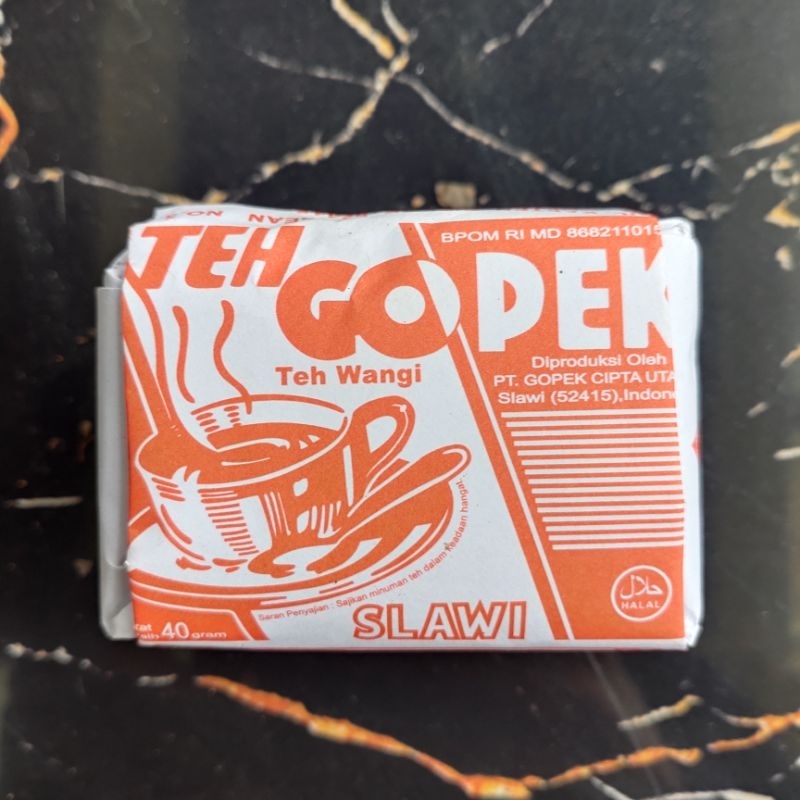 TEH
GOPEK
Teh Wangi
BPOM RI MD 868211015
Diproduksi Oleh
PT. GOPEK CIPTA UTA
Slawi (52415),Indone
Saran Penyajian : Sajikan minuman teh dalam keadaan hangat.
SLAWI
40 gram
حلال
HALAL